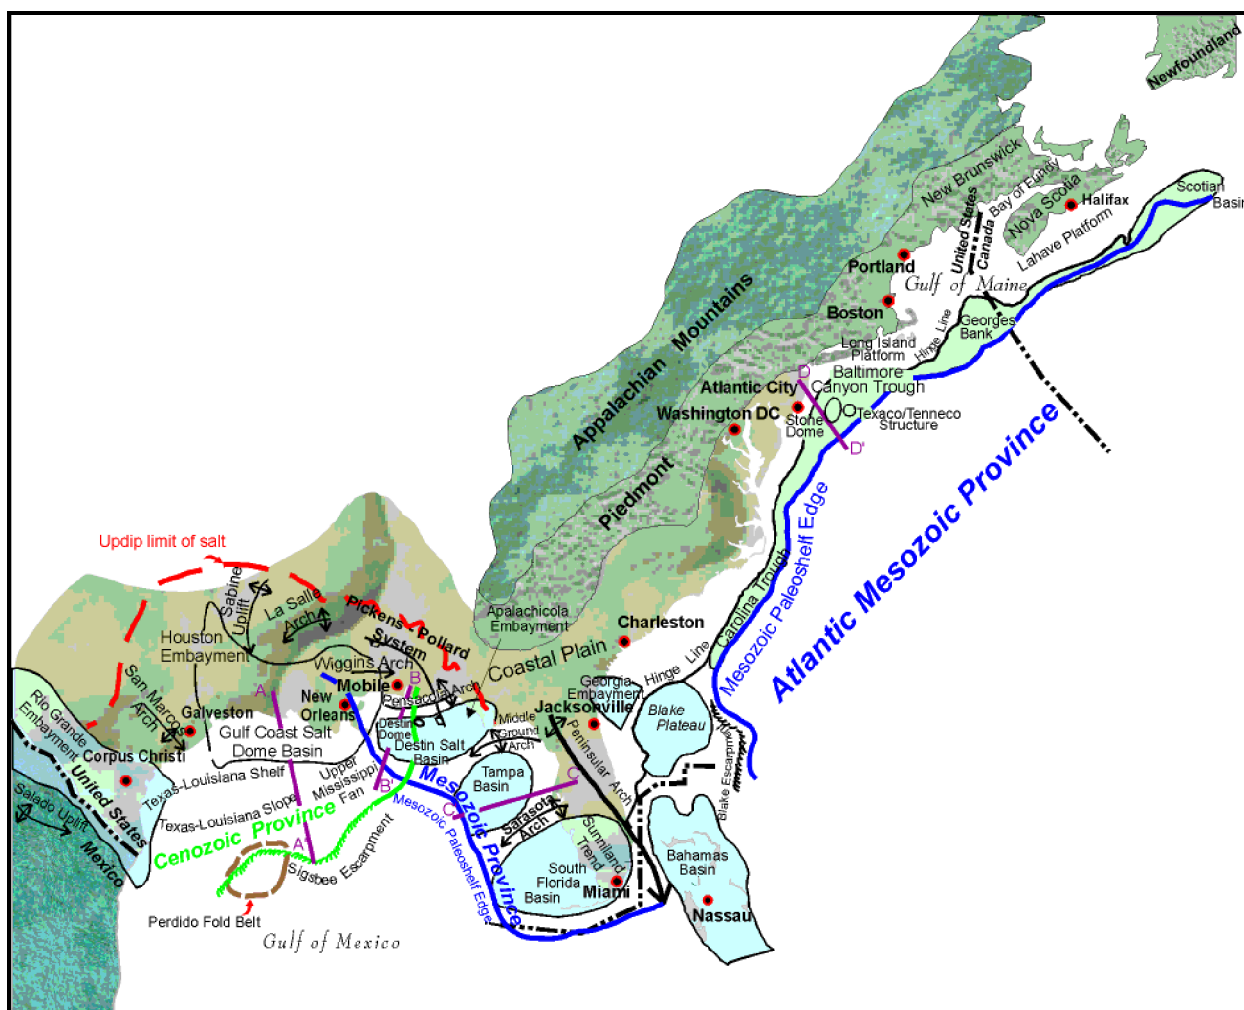 Newfoundland
New Brunswick
Bay of Fundy
Nova Scotia
Halifax
Scotian
Basin
United States
Canada
Lahave Platform
Portland
Gulf of Maine
Boston
Georges
Bank
Hinge Line
Long Island
Platform
Appalachian Mountains
D
Baltimore
Canyon Trough
Atlantic City
Washington DC
Stone
Dome
Texaco/Tenneco
Structure
D'
Piedmont
Atlantic Mesozoic Province
Mesozoic Paleoshelf Edge
Carolina Trough
Updip limit of salt
Sabine
Uplift
La Salle
Arch
Pickens - Pollard
System
Apalachicola
Embayment
Charleston
Coastal Plain
Hinge Line
Houston
Embayment
Wiggins Arch
Mobile
B
Pensacola Arch
Georgia
Embayment
Jacksonville
Blake
Plateau
San Marcos
Arch
A
New
Orleans
Rio Grande
Embayment
Galveston
Gulf Coast Salt
Dome Basin
Destin
Dome
Destin Salt
Basin
Middle
Ground
Arch
Peninsular Arch
Blake Escarpment
Corpus Christi
Texas-Louisiana Shelf
Upper
Mississippi
Fan
B'
Tampa
Basin
C'
C
Mesozoic Province
Mesozoic Paleoshelf Edge
Sarasota
Arch
Sunniland
Trend
United States
Mexico
Salado Uplift
Texas-Louisiana Slope
Cenozoic Province
A'
Sigsbee Escarpment
South
Florida
Basin
Miami
Bahamas
Basin
Nassau
Perdido Fold Belt
Gulf of Mexico